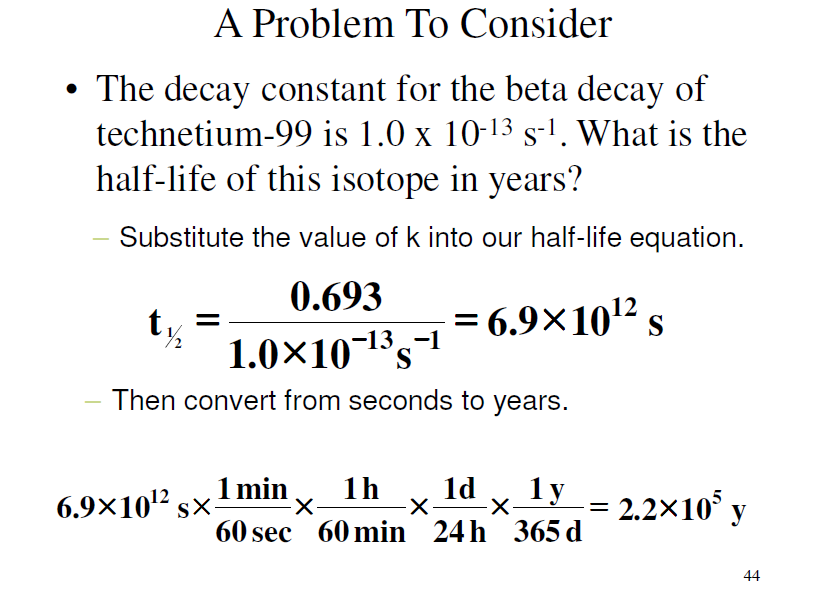 A Problem To Consider
• The decay constant for the beta decay of
technetium-99 is 1.0 x 10⁻¹³ s⁻¹. What is the
half-life of this isotope in years?
– Substitute the value of k into our half-life equation.
t½ = 0.693 / 1.0×10⁻¹³ s⁻¹ = 6.9×10¹² s
– Then convert from seconds to years.
6.9×10¹² s × 1 min / 60 sec × 1 h / 60 min × 1d / 24 h × 1 y / 365 d = 2.2×10⁵ y
44